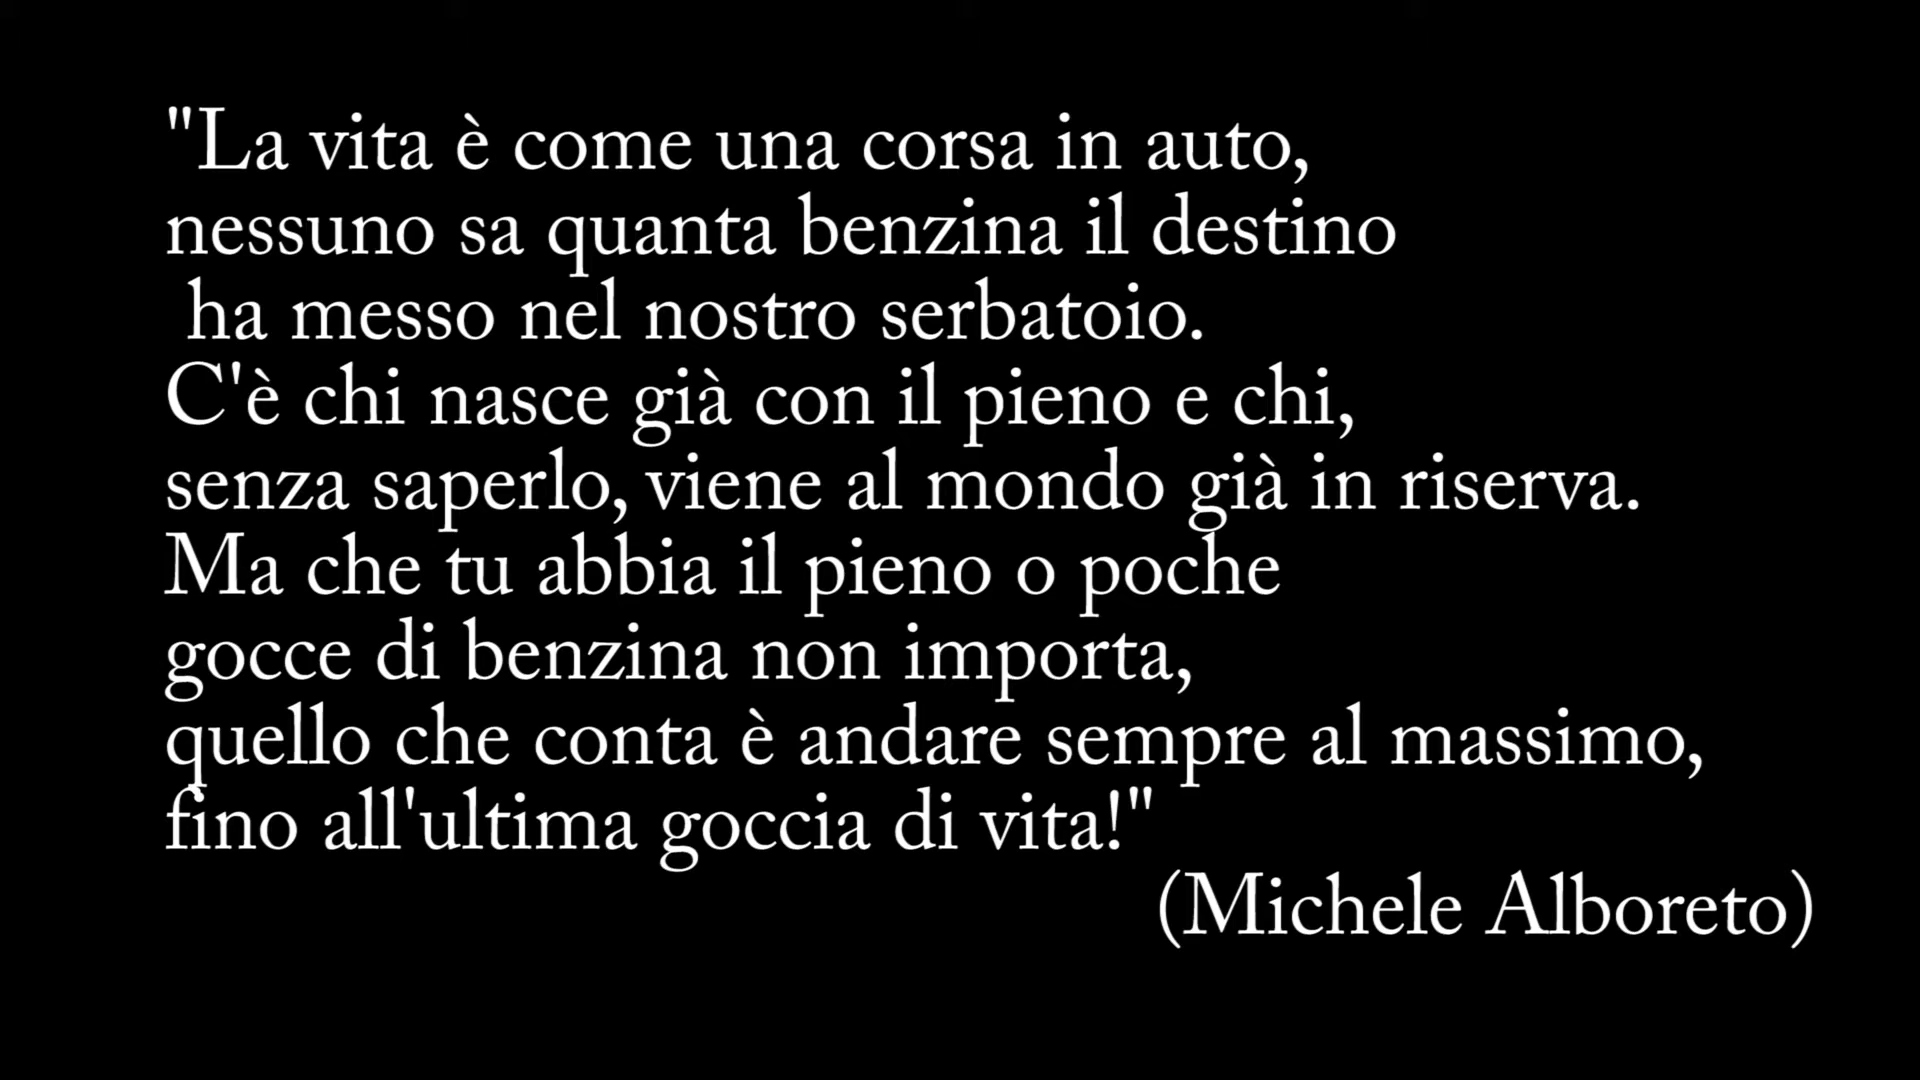 "La vita è come una corsa in auto,
nessuno sa quanta benzina il destino
ha messo nel nostro serbatoio.
C'è chi nasce già con il pieno e chi,
senza saperlo, viene al mondo già in riserva.
Ma che tu abbia il pieno o poche
gocce di benzina non importa,
quello che conta è andare sempre al massimo,
fino all'ultima goccia di vita!"
(Michele Alboreto)